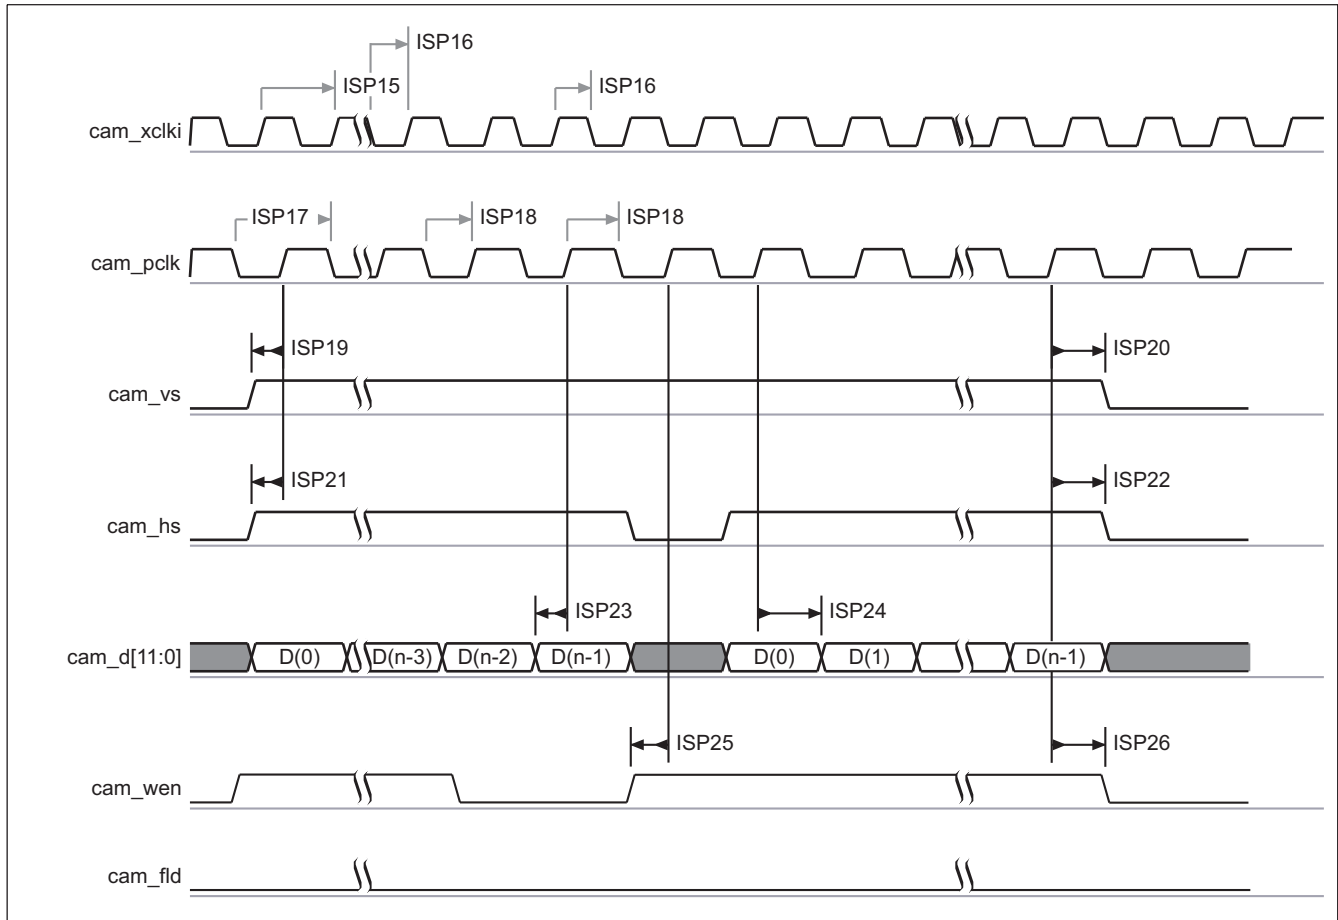 ISP16
ISP15
ISP16
cam_xclki
ISP17
ISP18
ISP18
cam_pclk
ISP19
ISP20
cam_vs
ISP21
ISP22
cam_hs
ISP23
ISP24
cam_d[11:0]
D(0)
D(n-3)
D(n-2)
D(n-1)
D(0)
D(1)
D(n-1)
ISP25
ISP26
cam_wen
cam_fld